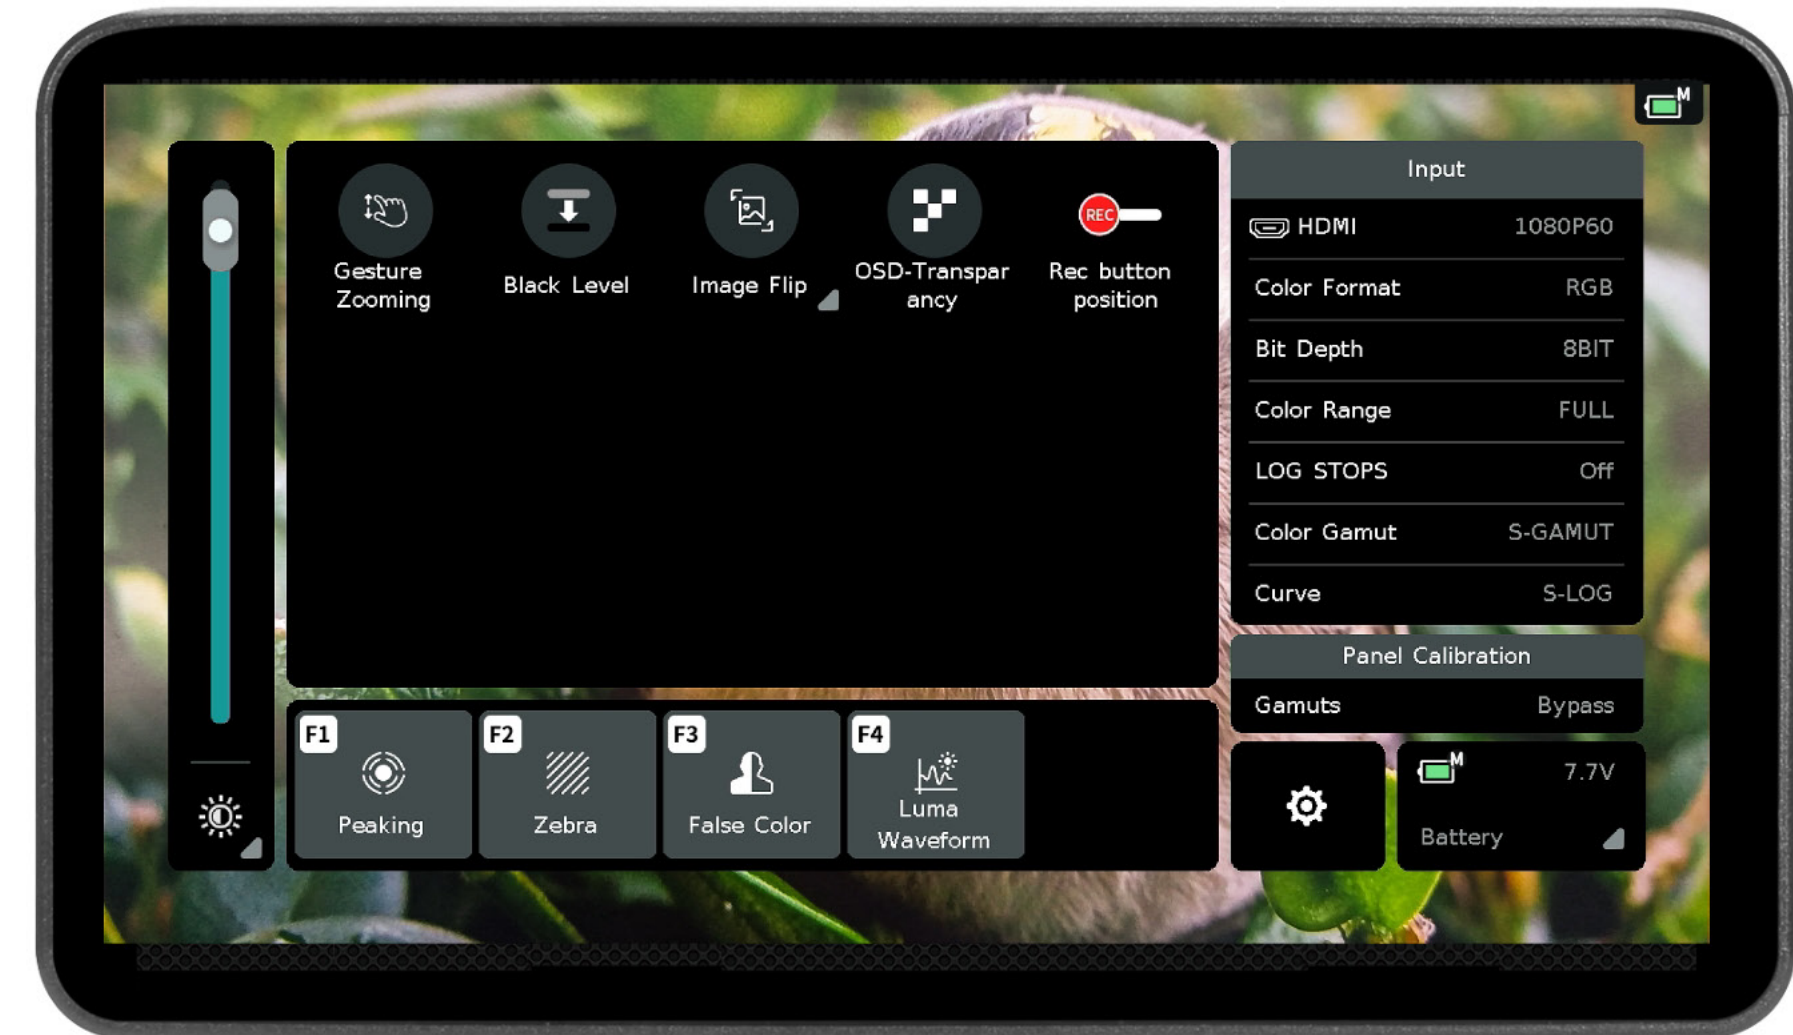 M
Gesture
Zooming
Black Level
Image Flip
OSD-Transpar
ancy
REC
Rec button
position
F1
Peaking
F2
Zebra
F3
False Color
F4
Luma
Waveform
Input
HDMI 1080P60
Color Format RGB
Bit Depth 8BIT
Color Range FULL
LOG STOPS Off
Color Gamut S-GAMUT
Curve S-LOG
Panel Calibration
Gamuts Bypass
M 7.7V
Battery